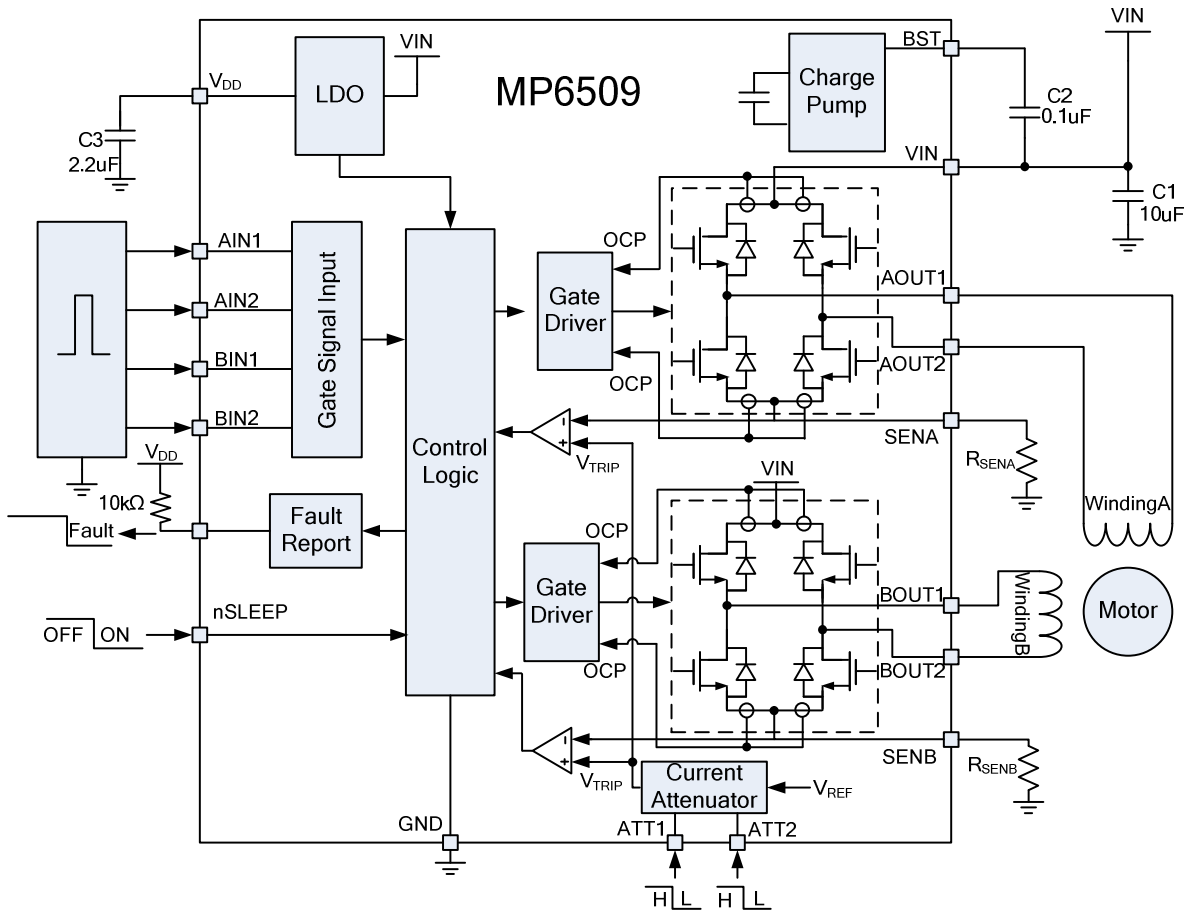 VIN
VIN
BST
VDD
LDO
MP6509
Charge
Pump
C2
0.1uF
C3
2.2uF
VIN
C1
10uF
AIN1
OCP
Gate Signal Input
AOUT1
AIN2
Gate
Driver
BIN1
AOUT2
OCP
BIN2
SENA
Control
Logic
VTRIP
RSENA
VDD
VIN
10kΩ
WindingA
Fault
Fault
Report
OCP
Gate
Driver
BOUT1
WindingB
Motor
nSLEEP
OFF
ON
OCP
BOUT2
SENB
RSENB
VTRIP
Current
Attenuator
VREF
GND
ATT1
ATT2
H
L
H
L